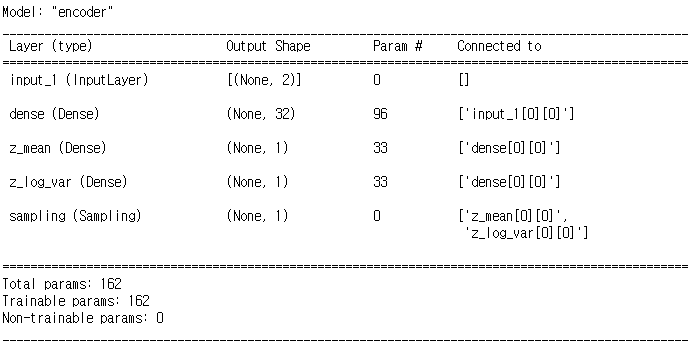 Model: "encoder"
Layer (type) Output Shape Param # Connected to
input_1 (InputLayer) [(None, 2)] 0 []
dense (Dense) (None, 32) 96 ['input_1[0][0]']
z_mean (Dense) (None, 1) 33 ['dense[0][0]']
z_log_var (Dense) (None, 1) 33 ['dense[0][0]']
sampling (Sampling) (None, 1) 0 ['z_mean[0][0]',
'z_log_var[0][0]']
Total params: 162
Trainable params: 162
Non-trainable params: 0